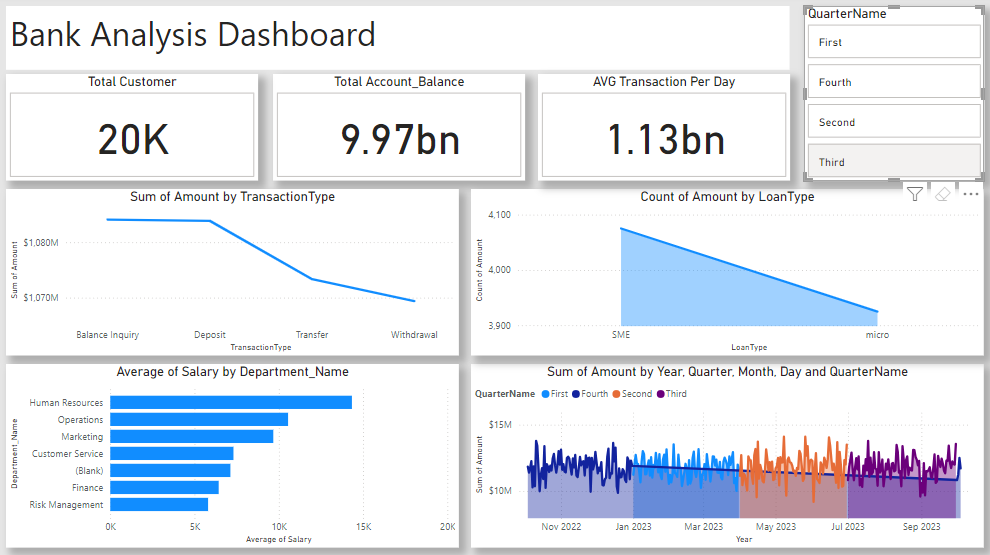 Bank Analysis Dashboard
QuarterName
First
Fourth
Second
Third
Total Customer
20K
Total Account_Balance
9.97bn
AVG Transaction Per Day
1.13bn
Sum of Amount by TransactionType
Sum of Amount
$1,080M
$1,070M
Balance Inquiry Deposit Transfer Withdrawal
TransactionType
Count of Amount by LoanType
Count of Amount
4,100
4,000
3,900
SME micro
LoanType
Average of Salary by Department_Name
Department_Name
Human Resources
Operations
Marketing
Customer Service
(Blank)
Finance
Risk Management
0K 5K 10K 15K 20K
Average of Salary
Sum of Amount by Year, Quarter, Month, Day and QuarterName
QuarterName First Fourth Second Third
Sum of Amount
$15M
$10M
Nov 2022 Jan 2023 Mar 2023 May 2023 Jul 2023 Sep 2023
Year